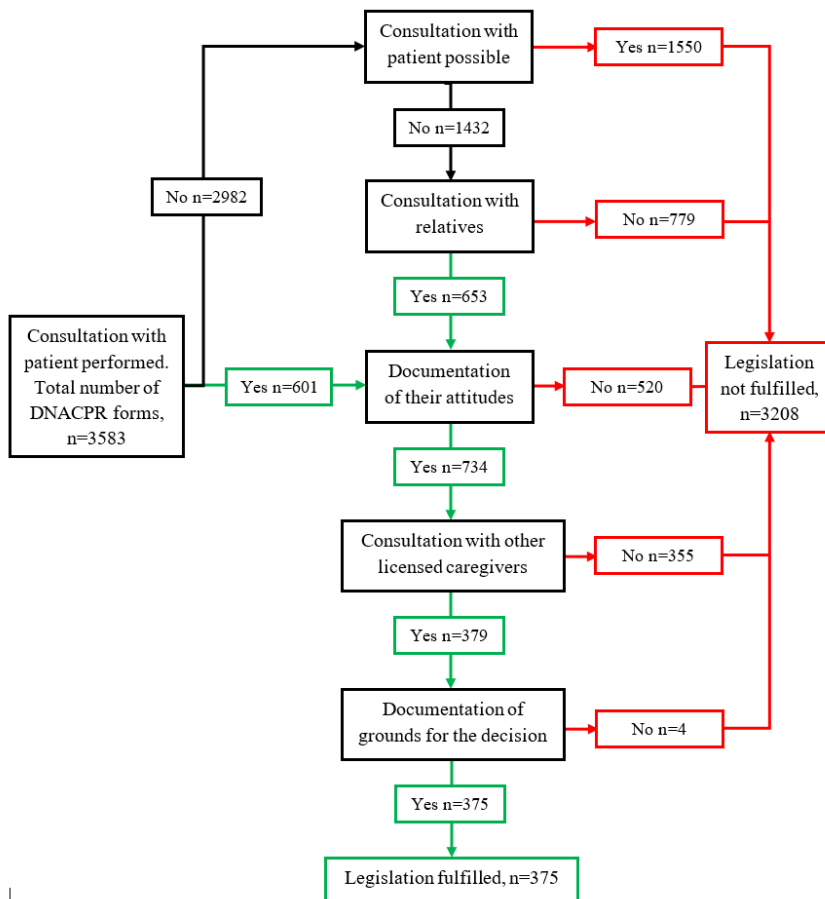 Consultation with
patient possible
Yes n=1550
No n=1432
No n=2982
Consultation with
relatives
No n=779
Yes n=653
Consultation with
patient performed.
Total number of
DNACPR forms,
n=3583
Yes n=601
Documentation
of their attitudes
No n=520
Legislation
not fulfilled,
n=3208
Yes n=734
Consultation with other
licensed caregivers
No n=355
Yes n=379
Documentation of
grounds for the decision
No n=4
Yes n=375
Legislation fulfilled, n=375